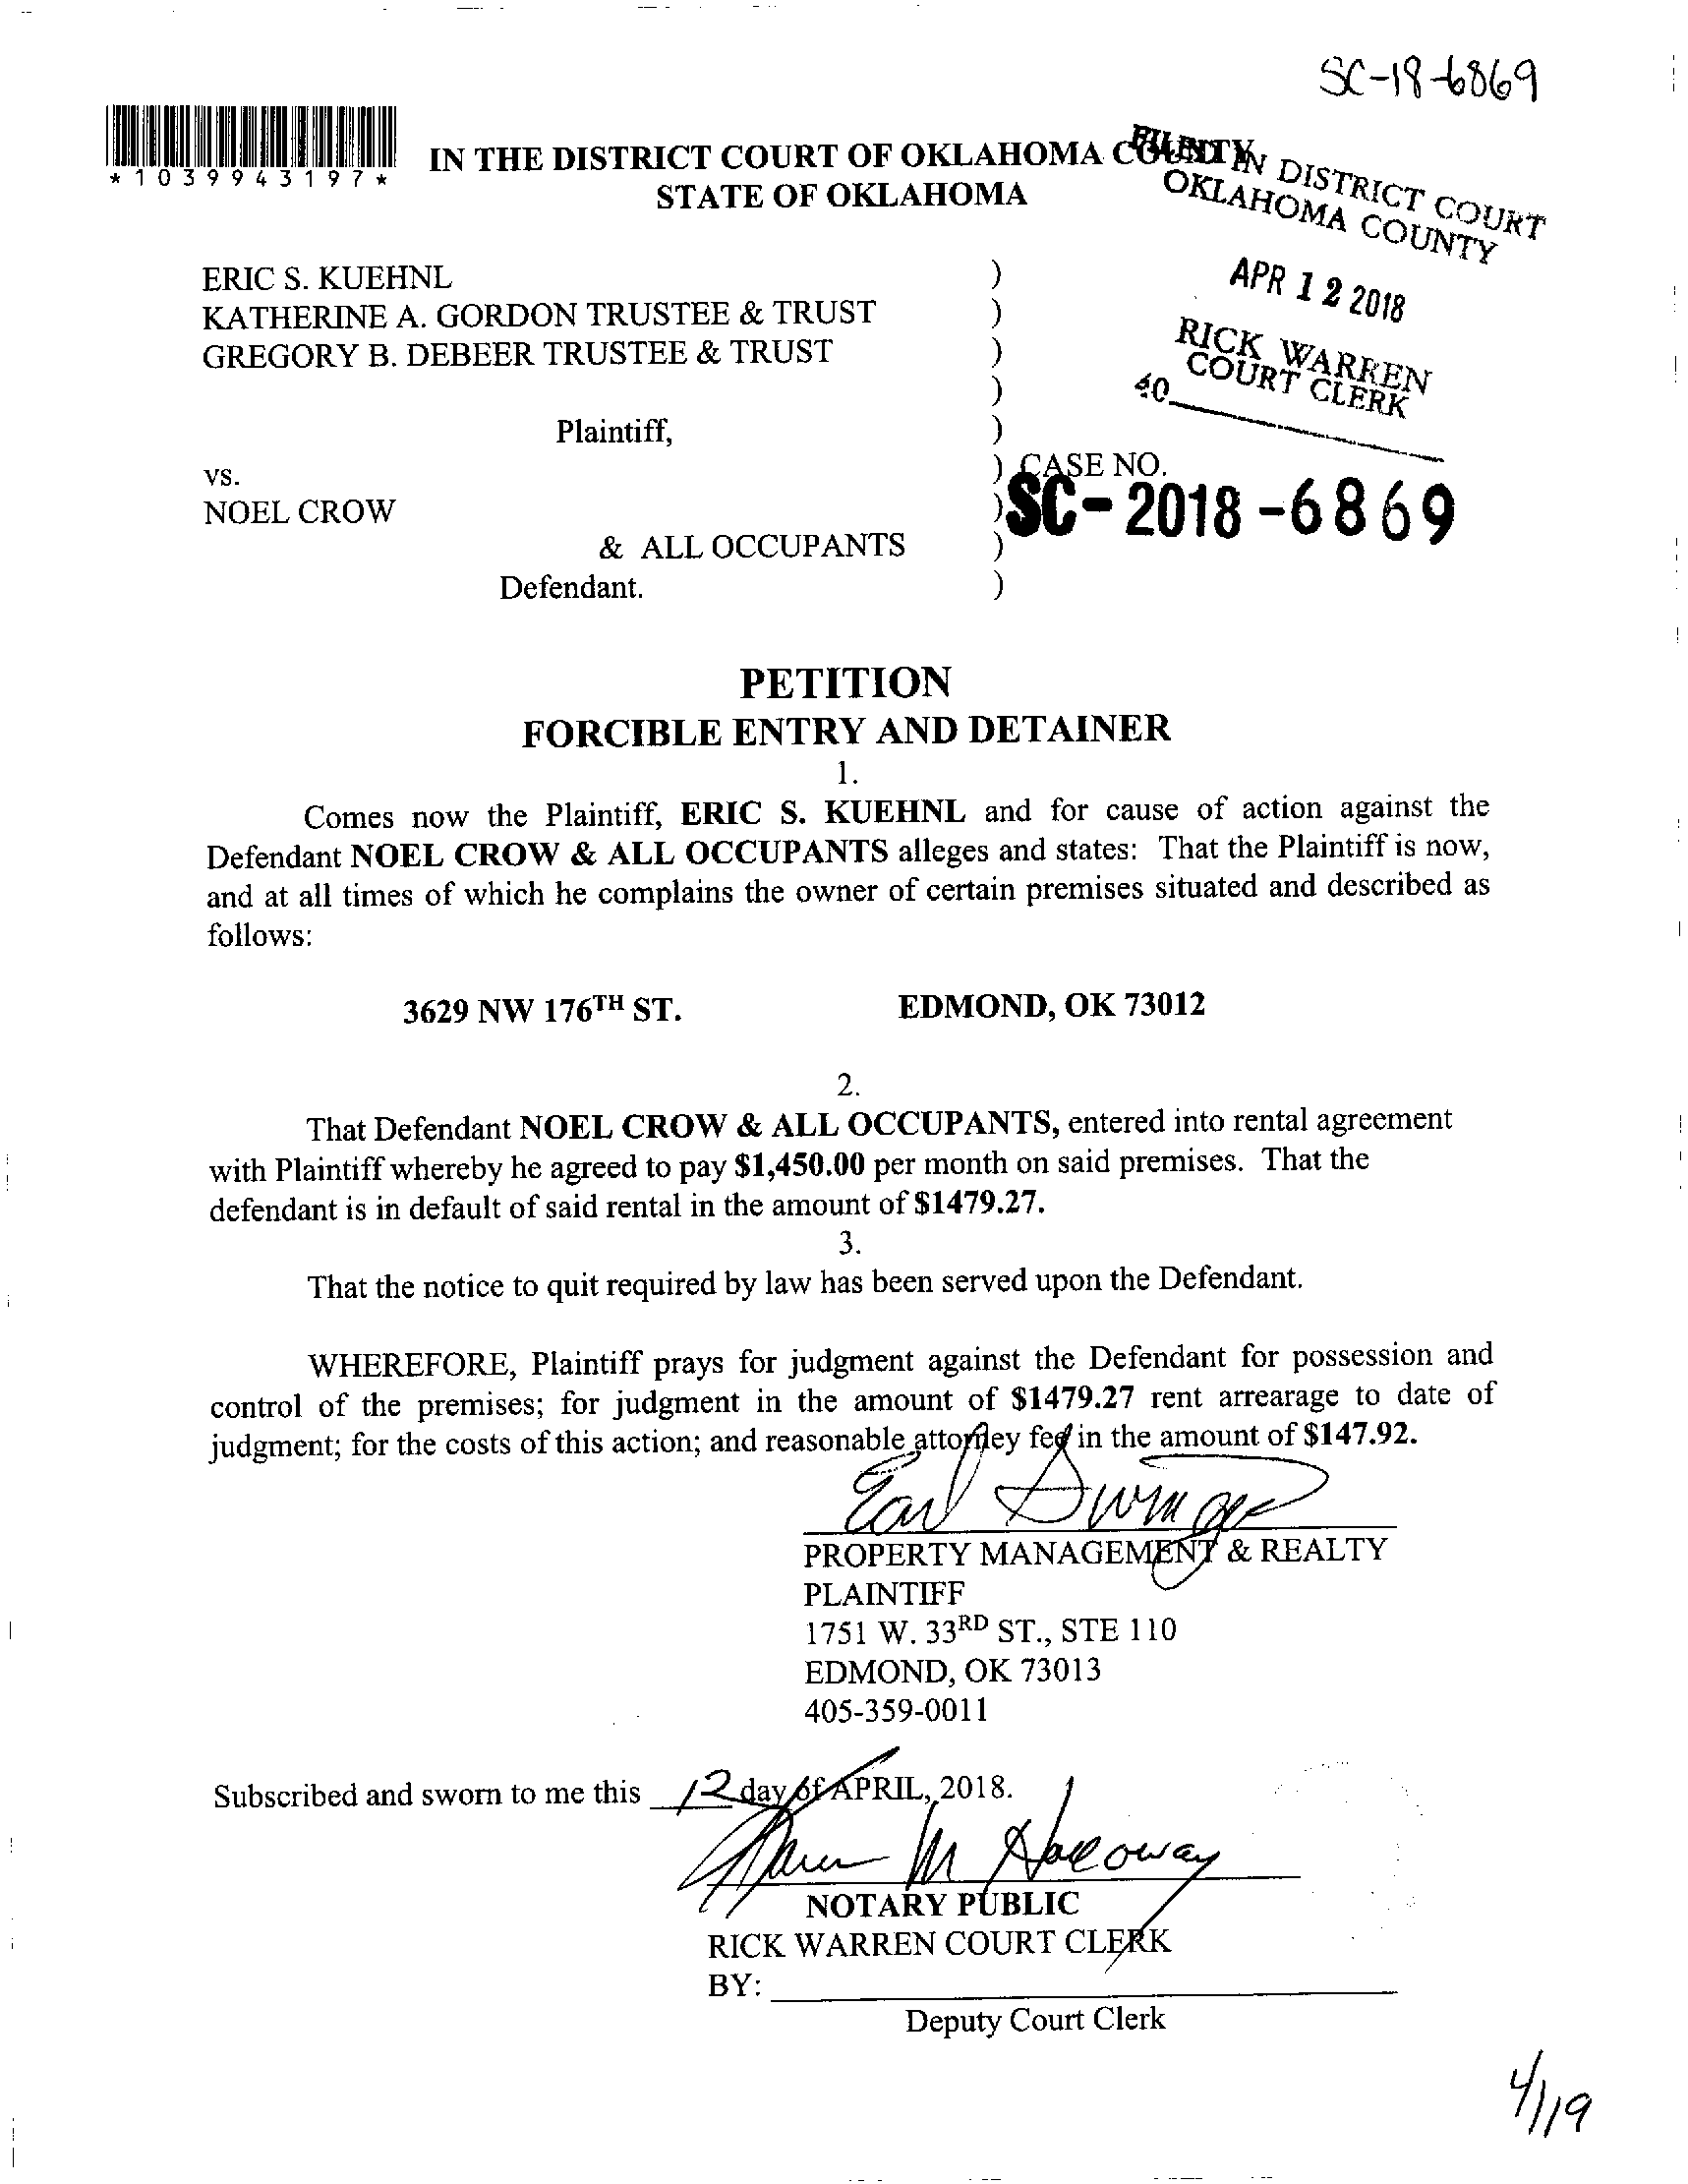 SC-18-6869
*1039943197*
IN THE DISTRICT COURT OF OKLAHOMA COUNTY
STATE OF OKLAHOMA
FILED IN DISTRICT COURT
OKLAHOMA COUNTY
APR 12 2018
RICK WARREN
COURT CLERK
40
ERIC S. KUEHNL )
KATHERINE A. GORDON TRUSTEE & TRUST )
GREGORY B. DEBEER TRUSTEE & TRUST )
)
Plaintiff, )
vs. ) CASE NO.
NOEL CROW ) SC-2018-6869
& ALL OCCUPANTS )
Defendant. )
PETITION
FORCIBLE ENTRY AND DETAINER
1.
Comes now the Plaintiff, ERIC S. KUEHNL and for cause of action against the
Defendant NOEL CROW & ALL OCCUPANTS alleges and states: That the Plaintiff is now,
and at all times of which he complains the owner of certain premises situated and described as
follows:
3629 NW 176TH ST. EDMOND, OK 73012
2.
That Defendant NOEL CROW & ALL OCCUPANTS, entered into rental agreement
with Plaintiff whereby he agreed to pay $1,450.00 per month on said premises. That the
defendant is in default of said rental in the amount of $1479.27.
3.
That the notice to quit required by law has been served upon the Defendant.
WHEREFORE, Plaintiff prays for judgment against the Defendant for possession and
control of the premises; for judgment in the amount of $1479.27 rent arrearage to date of
judgment; for the costs of this action; and reasonable attorney fee in the amount of $147.92.
Earl
PROPERTY MANAGEMENT & REALTY
PLAINTIFF
1751 W. 33RD ST., STE 110
EDMOND, OK 73013
405-359-0011
Subscribed and sworn to me this 12 day of APRIL, 2018.
M Holloway
NOTARY PUBLIC
RICK WARREN COURT CLERK
BY:
Deputy Court Clerk
4/19